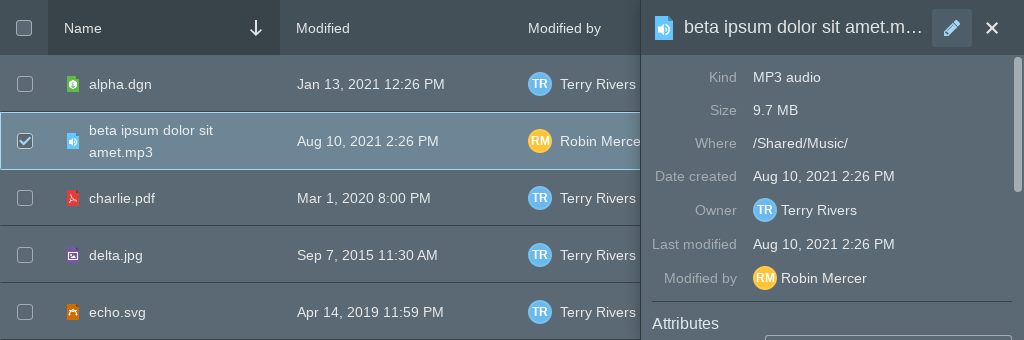 Name
Modified
Modified by
alpha.dgn
Jan 13, 2021 12:26 PM
TR Terry Rivers
beta ipsum dolor sit
amet.mp3
Aug 10, 2021 2:26 PM
RM Robin Merce
charlie.pdf
Mar 1, 2020 8:00 PM
TR Terry Rivers
delta.jpg
Sep 7, 2015 11:30 AM
TR Terry Rivers
echo.svg
Apr 14, 2019 11:59 PM
TR Terry Rivers
beta ipsum dolor sit amet.m…
Kind MP3 audio
Size 9.7 MB
Where /Shared/Music/
Date created Aug 10, 2021 2:26 PM
Owner TR Terry Rivers
Last modified Aug 10, 2021 2:26 PM
Modified by RM Robin Mercer
Attributes